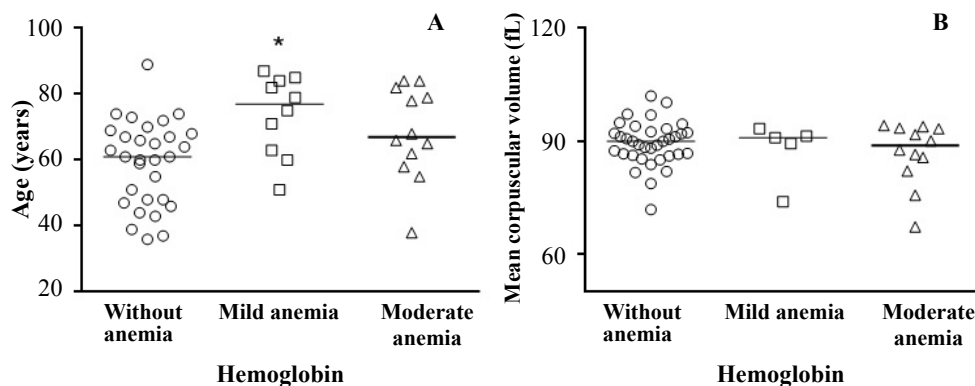 A
Age (years)
100
80
60
40
20
*
Without
anemia
Mild anemia
Moderate
anemia
Hemoglobin
B
Mean corpuscular volume (fL)
120
90
60
Without
anemia
Mild anemia
Moderate
anemia
Hemoglobin